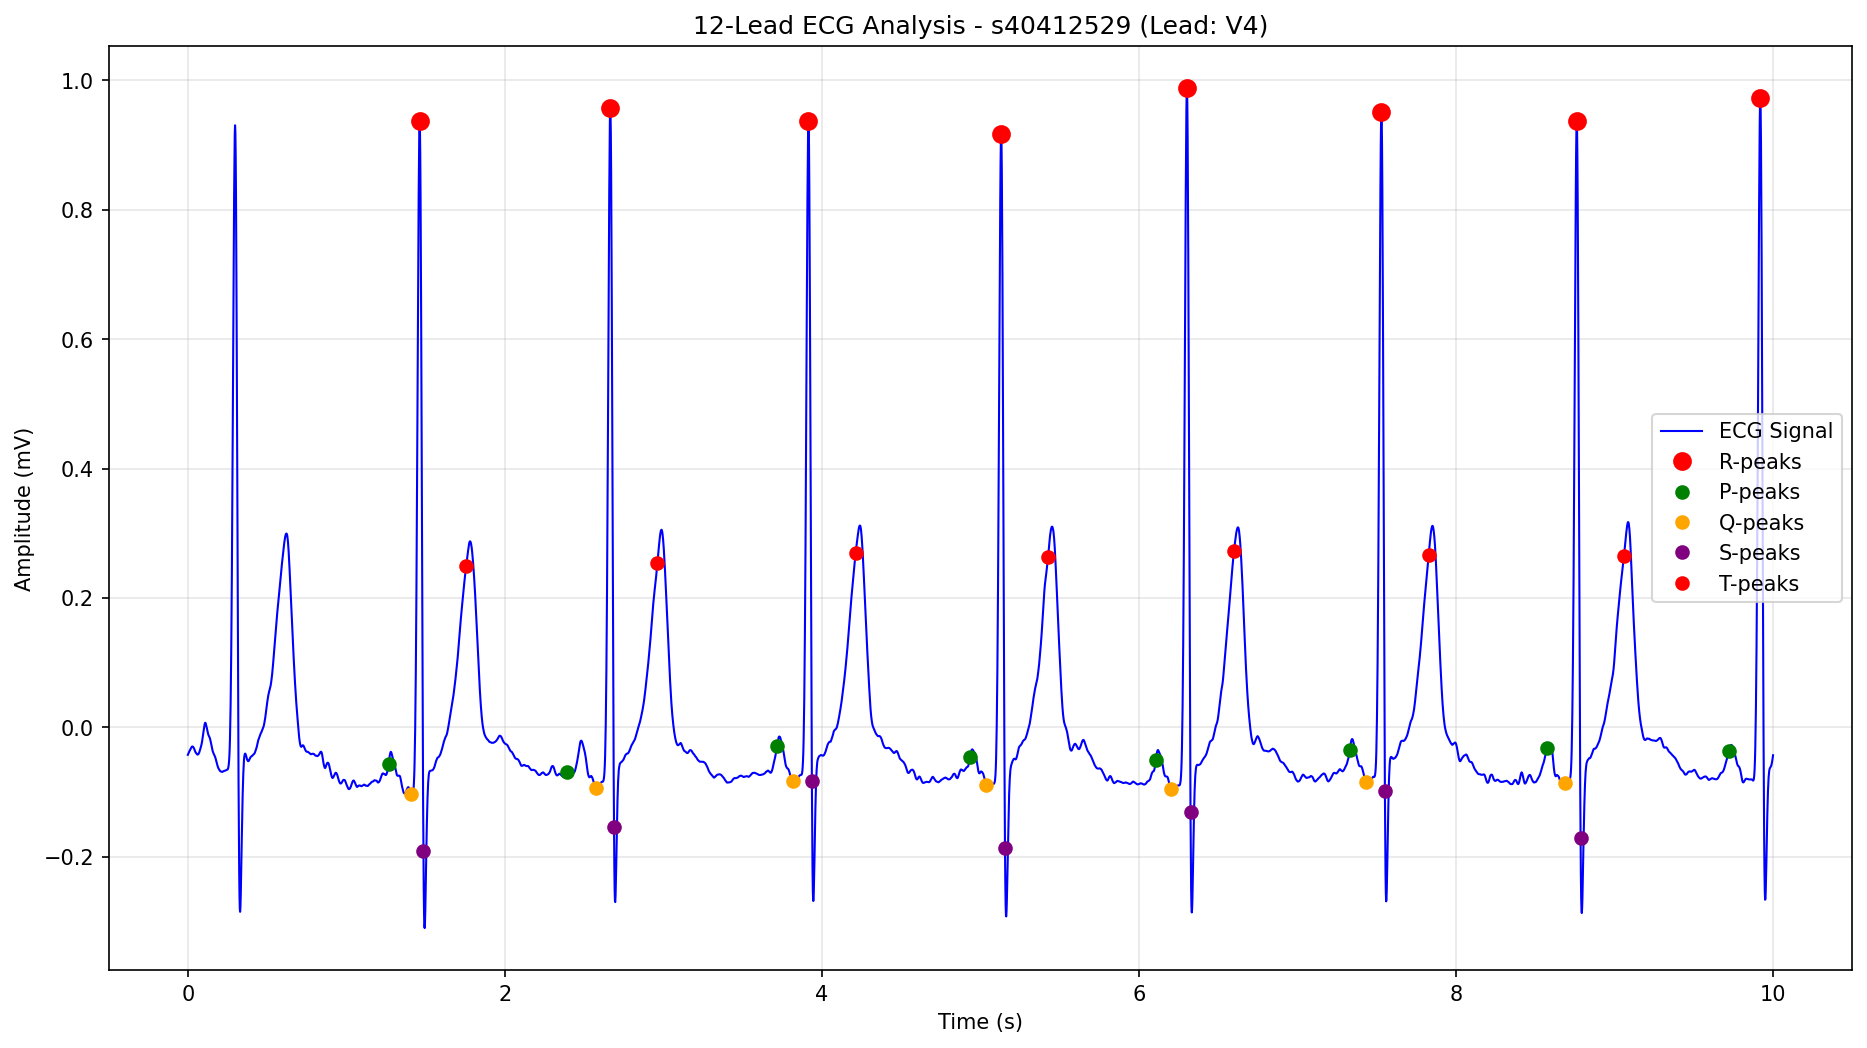 12-Lead ECG Analysis - s40412529 (Lead: V4)
1.0
0.8
0.6
0.4
0.2
0.0
−0.2
Amplitude (mV)
ECG Signal
R-peaks
P-peaks
Q-peaks
S-peaks
T-peaks
0 2 4 6 8 10
Time (s)